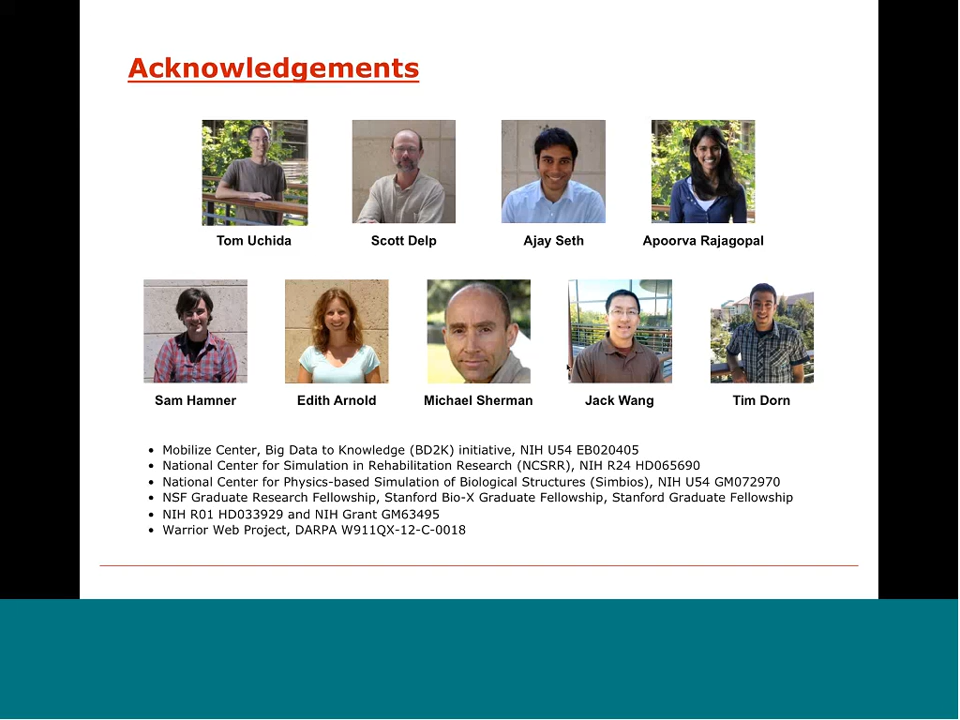 Acknowledgements
Tom Uchida
Scott Delp
Ajay Seth
Apoorva Rajagopal
Sam Hamner
Edith Arnold
Michael Sherman
Jack Wang
Tim Dorn
• Mobilize Center, Big Data to Knowledge (BD2K) initiative, NIH U54 EB020405
• National Center for Simulation in Rehabilitation Research (NCSRR), NIH R24 HD065690
• National Center for Physics-based Simulation of Biological Structures (Simbios), NIH U54 GM072970
• NSF Graduate Research Fellowship, Stanford Bio-X Graduate Fellowship, Stanford Graduate Fellowship
• NIH R01 HD033929 and NIH Grant GM63495
• Warrior Web Project, DARPA W911QX-12-C-0018